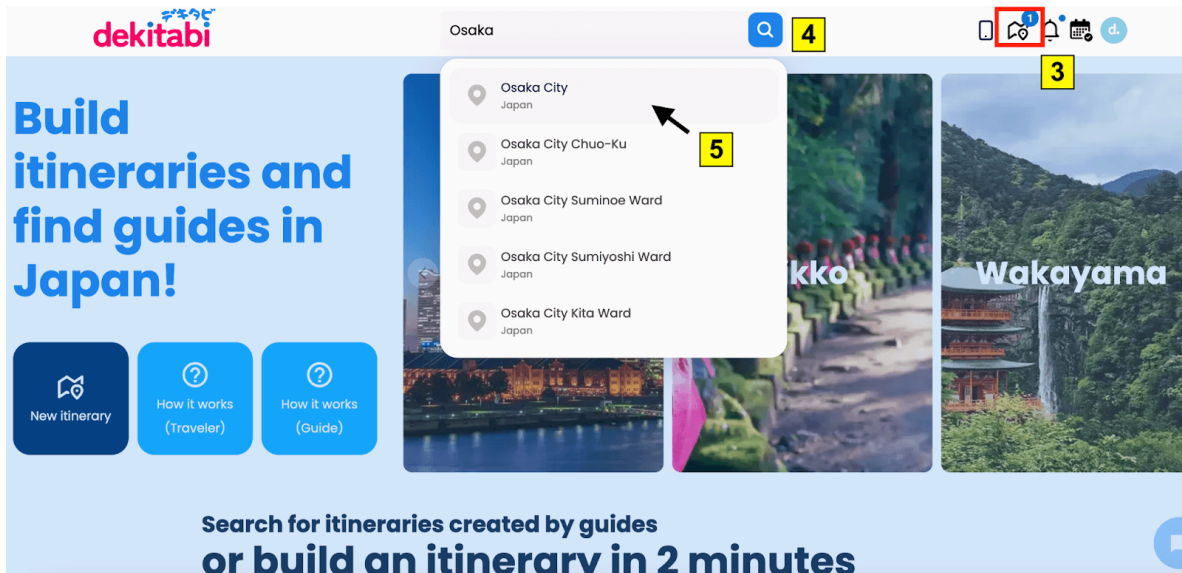 デキタビ
dekitabi
Osaka
4
1
d.
3
Osaka City
Japan
5
Osaka City Chuo-Ku
Japan
Osaka City Suminoe Ward
Japan
Osaka City Sumiyoshi Ward
Japan
Osaka City Kita Ward
Japan
Build
itineraries and
find guides in
Japan!
New itinerary
How it works
(Traveler)
How it works
(Guide)
kko
Wakayama
Search for itineraries created by guides
or build an itinerary in 2 minutes